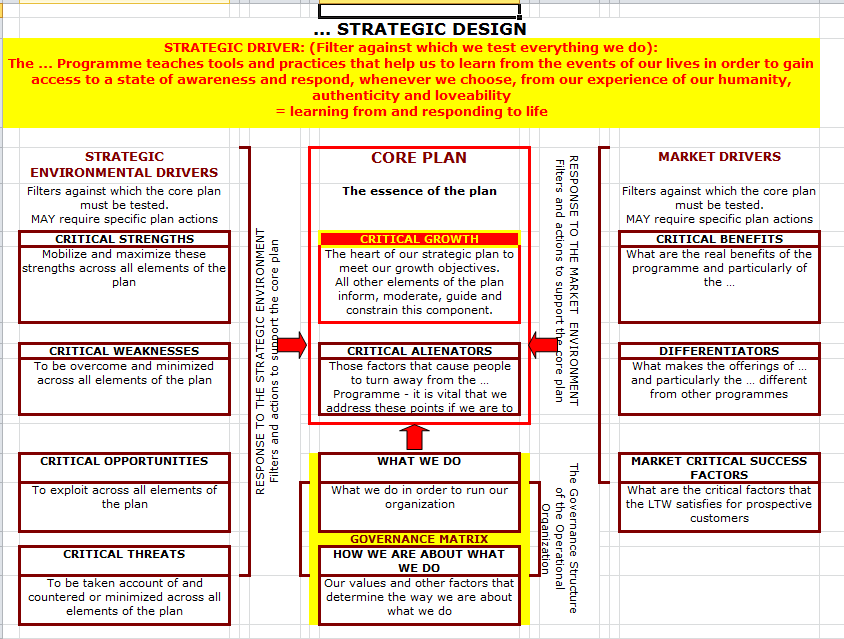 ... STRATEGIC DESIGN
STRATEGIC DRIVER: (Filter against which we test everything we do):
The ... Programme teaches tools and practices that help us to learn from the events of our lives in order to gain
access to a state of awareness and respond, whenever we choose, from our experience of our humanity,
authenticity and loveability
= learning from and responding to life
STRATEGIC
ENVIRONMENTAL DRIVERS
Filters against which the core plan
must be tested.
MAY require specific plan actions
CRITICAL STRENGTHS
Mobilize and maximize these
strengths across all elements of the
plan
CRITICAL WEAKNESSES
To be overcome and minimized
across all elements of the plan
CRITICAL OPPORTUNITIES
To exploit across all elements of
the plan
CRITICAL THREATS
To be taken account of and
countered or minimized across all
elements of the plan
RESPONSE TO THE STRATEGIC ENVIRONMENT
Filters and actions to support the core plan
CORE PLAN
The essence of the plan
CRITICAL GROWTH
The heart of our strategic plan to
meet our growth objectives.
All other elements of the plan
inform, moderate, guide and
constrain this component.
CRITICAL ALIENATORS
Those factors that cause people
to turn away from the ...
Programme - it is vital that we
address these points if we are to
WHAT WE DO
What we do in order to run our
organization
GOVERNANCE MATRIX
HOW WE ARE ABOUT WHAT
WE DO
Our values and other factors that
determine the way we are about
what we do
RESPONSE TO THE MARKET ENVIRONMENT
Filters and actions to support the core plan
The Governance Structure
of the Operational
Organization
MARKET DRIVERS
Filters against which the core plan
must be tested.
MAY require specific plan actions
CRITICAL BENEFITS
What are the real benefits of the
programme and particularly of
the ...
DIFFERENTIATORS
What makes the offerings of ...
and particularly the ... different
from other programmes
MARKET CRITICAL SUCCESS
FACTORS
What are the critical factors that
the LTW satisfies for prospective
customers